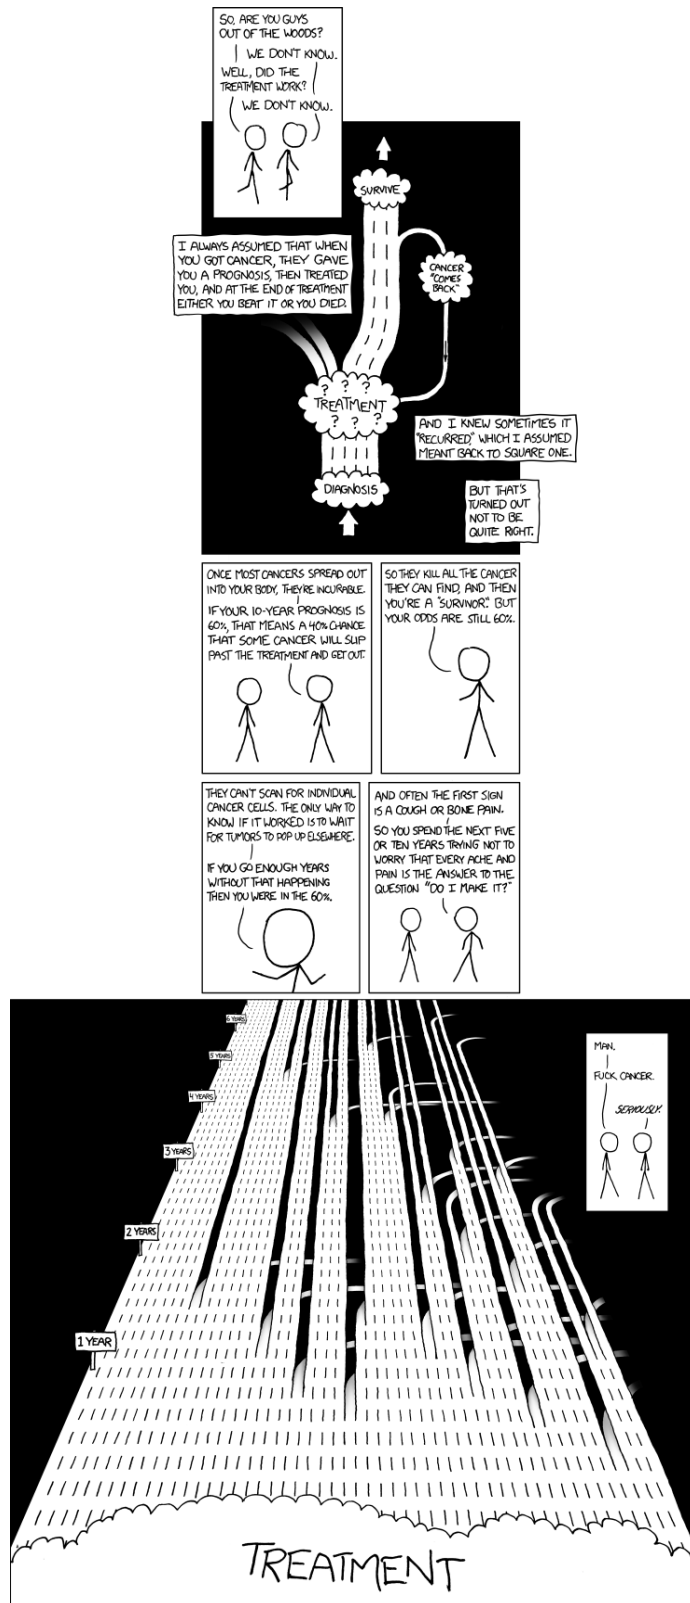 SO, ARE YOU GUYS
OUT OF THE WOODS?
WE DON'T KNOW.
WELL, DID THE
TREATMENT WORK?
WE DON'T KNOW.
SURVIVE
I ALWAYS ASSUMED THAT WHEN
YOU GOT CANCER, THEY GAVE
YOU A PROGNOSIS, THEN TREATED
YOU, AND AT THE END OF TREATMENT
EITHER YOU BEAT IT OR YOU DIED.
CANCER
"COMES
BACK"
? ? ?
TREATMENT
? ? ?
AND I KNEW SOMETIMES IT
"RECURRED," WHICH I ASSUMED
MEANT BACK TO SQUARE ONE.
DIAGNOSIS
BUT THAT'S
TURNED OUT
NOT TO BE
QUITE RIGHT.
ONCE MOST CANCERS SPREAD OUT
INTO YOUR BODY, THEY'RE INCURABLE.
IF YOUR 10-YEAR PROGNOSIS IS
60%, THAT MEANS A 40% CHANCE
THAT SOME CANCER WILL SLIP
PAST THE TREATMENT AND GET OUT.
SO THEY KILL ALL THE CANCER
THEY CAN FIND, AND THEN
YOU'RE A "SURVIVOR." BUT
YOUR ODDS ARE STILL 60%.
THEY CAN'T SCAN FOR INDIVIDUAL
CANCER CELLS. THE ONLY WAY TO
KNOW IF IT WORKED IS TO WAIT
FOR TUMORS TO POP UP ELSEWHERE.
IF YOU GO ENOUGH YEARS
WITHOUT THAT HAPPENING
THEN YOU WERE IN THE 60%.
AND OFTEN THE FIRST SIGN
IS A COUGH OR BONE PAIN.
SO YOU SPEND THE NEXT FIVE
OR TEN YEARS TRYING NOT TO
WORRY THAT EVERY ACHE AND
PAIN IS THE ANSWER TO THE
QUESTION "DO I MAKE IT?"
6 YEARS
5 YEARS
4 YEARS
3 YEARS
2 YEARS
1 YEAR
MAN.
FUCK CANCER.
SERIOUSLY.
TREATMENT